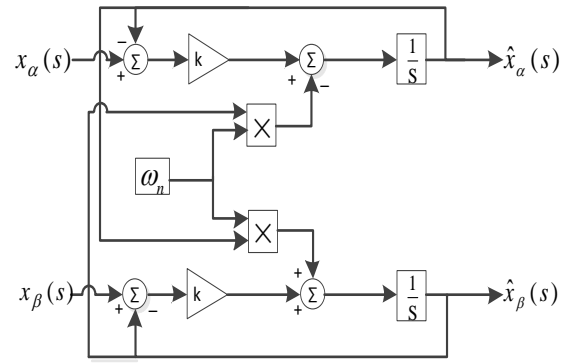 −
x_α(s) + Σ k + Σ − 1/s x̂_α(s)
×
ω_n
×
+
x_β(s) + Σ − k + Σ 1/s x̂_β(s)